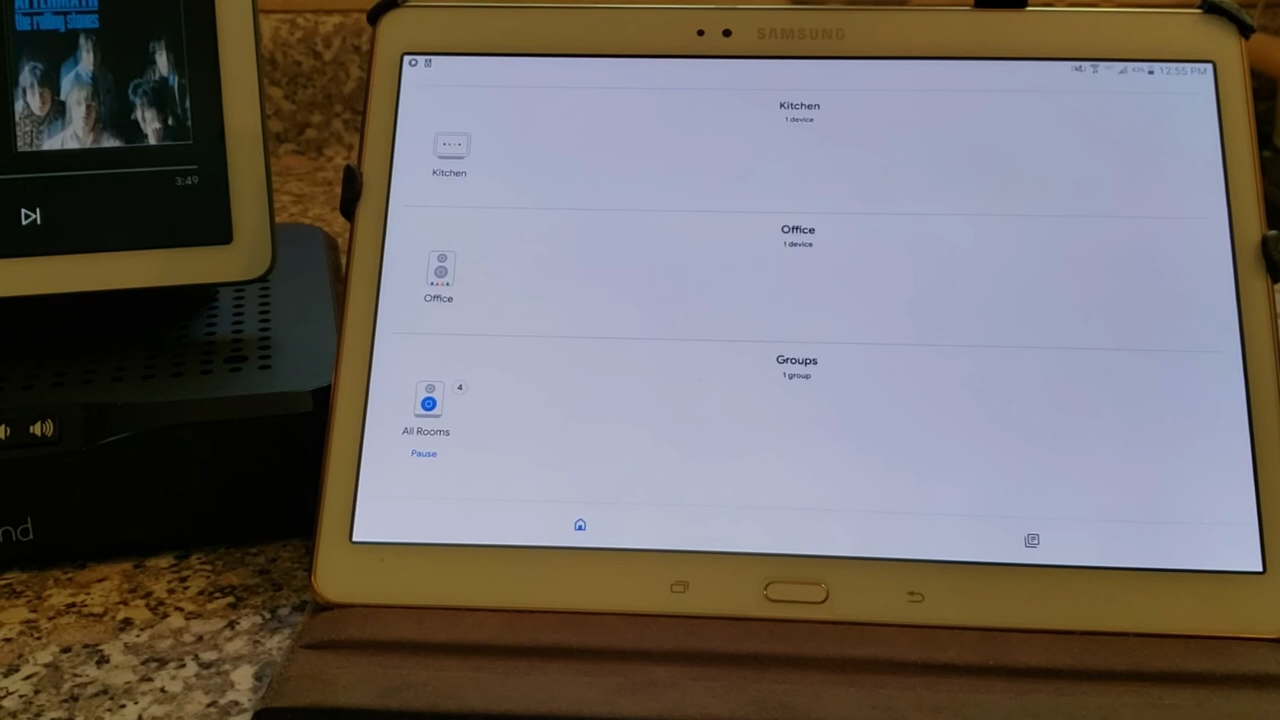 AFTERMATH
the rolling stones
3:49
nd
SAMSUNG
12:55 PM
Kitchen
1 device
Kitchen
Office
1 device
Office
Groups
1 group
4
All Rooms
Pause